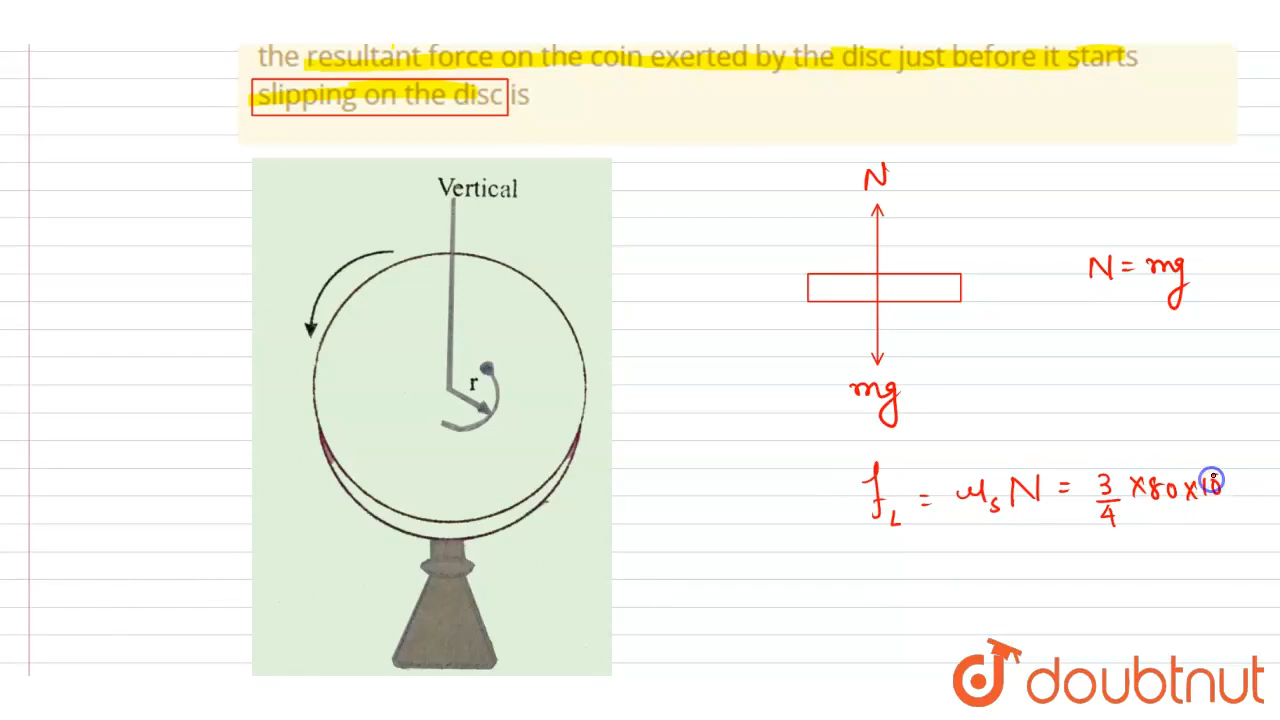 the resultant force on the coin exerted by the disc just before it starts
slipping on the disc is
Vertical
r
N
N = mg
mg
f_L = μ_s N = 3/4 × 80 × 10
doubtnut